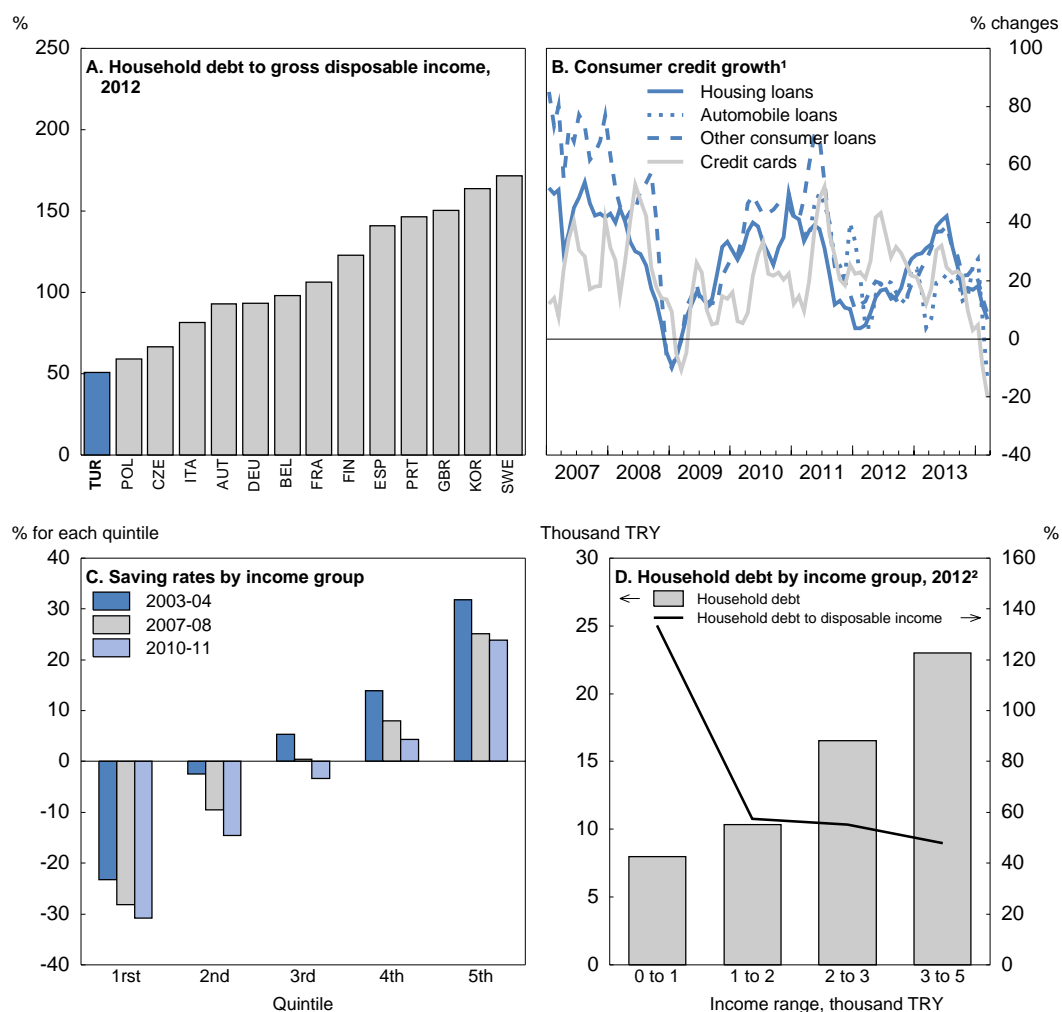 %
250
200
150
100
50
0
A. Household debt to gross disposable income,
2012
TUR
POL
CZE
ITA
AUT
DEU
BEL
FRA
FIN
ESP
PRT
GBR
KOR
SWE
% changes
100
80
60
40
20
0
-20
-40
B. Consumer credit growth¹
Housing loans
Automobile loans
Other consumer loans
Credit cards
2007 2008 2009 2010 2011 2012 2013
% for each quintile
40
30
20
10
0
-10
-20
-30
-40
C. Saving rates by income group
2003-04
2007-08
2010-11
1rst 2nd 3rd 4th 5th
Quintile
Thousand TRY
%
30
25
20
15
10
5
0
160
140
120
100
80
60
40
20
0
D. Household debt by income group, 2012²
← Household debt
Household debt to disposable income →
0 to 1 1 to 2 2 to 3 3 to 5
Income range, thousand TRY